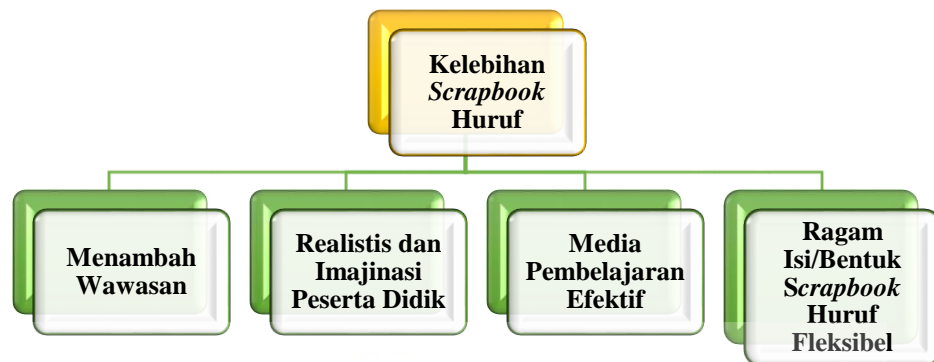 Kelebihan
Scrapbook
Huruf
Menambah
Wawasan
Realistis dan
Imajinasi
Peserta Didik
Media
Pembelajaran
Efektif
Ragam
Isi/Bentuk
Scrapbook
Huruf
Fleksibel